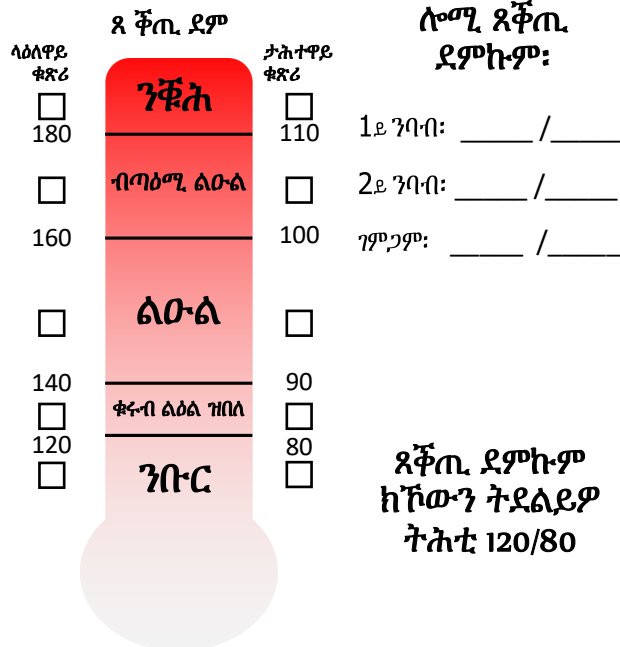 ጸ ቕጢ ደም
ላዕለዋይ
ቁጽሪ
ታሕተዋይ
ቁጽሪ
ንቑሕ
180
110
ብጣዕሚ ልዑል
160
100
ልዑል
140
90
ቁሩብ ልዕል ዝበለ
120
80
ንቡር
ሎሚ ጸቕጢ
ደምኩም፡
1ይ ንባብ፡ _____ /_____
2ይ ንባብ፡ _____ /_____
ገምጋም፡ _____ /_____
ጸቕጢ ደምኩም
ክኾውን ትደልይዎ
ትሕቲ 120/80